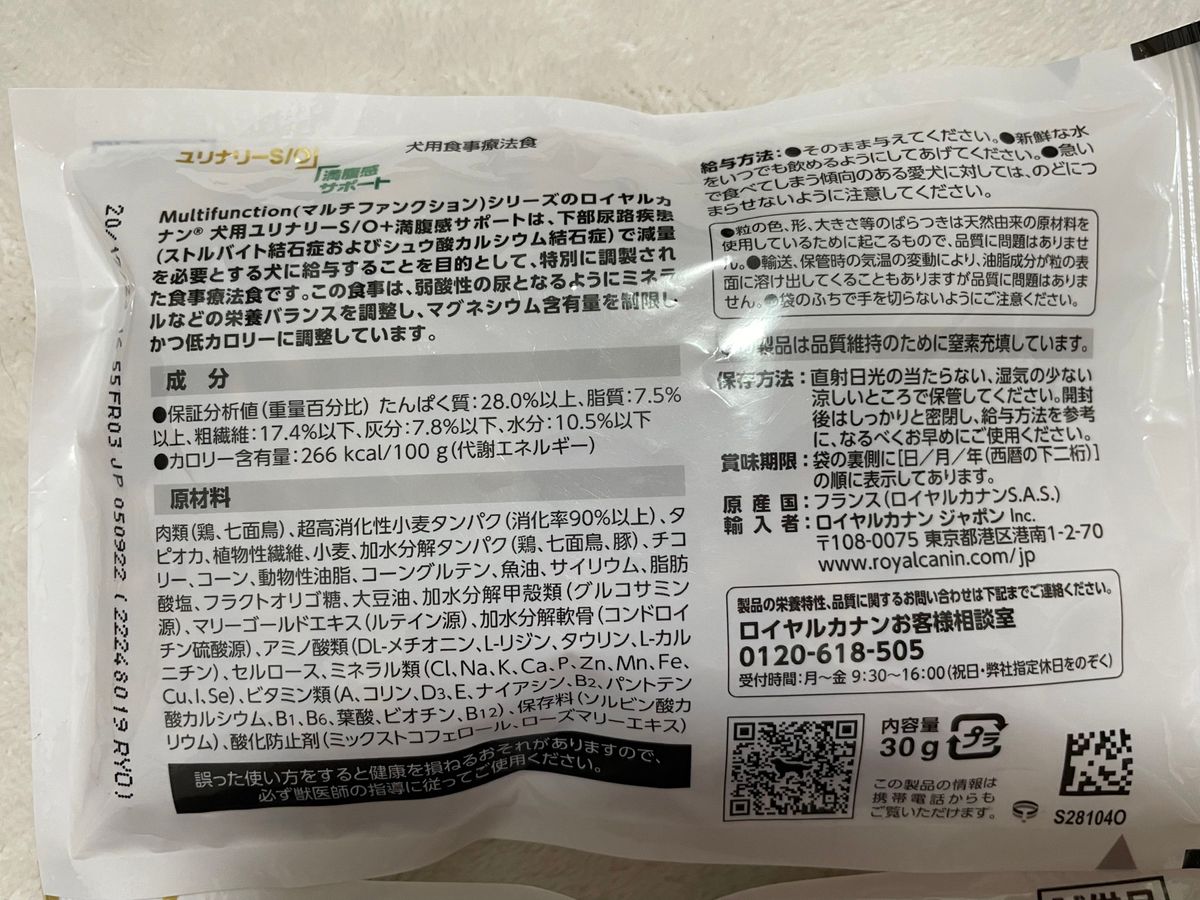 ユリナリーS/O
満腹感
サポート
犬用食事療法食
Multifunction(マルチファンクション)シリーズのロイヤルカ
ナン® 犬用ユリナリーS/O+満腹感サポートは、下部尿路疾患
(ストルバイト結石症およびシュウ酸カルシウム結石症)で減量
を必要とする犬に給与することを目的として、特別に調製され
た食事療法食です。この食事は、弱酸性の尿となるようにミネラ
ルなどの栄養バランスを調整し、マグネシウム含有量を制限し
かつ低カロリーに調整しています。
成 分
●保証分析値(重量百分比) たんぱく質:28.0%以上、脂質:7.5%
以上、粗繊維:17.4%以下、灰分:7.8%以下、水分:10.5%以下
●カロリー含有量:266 kcal/100 g(代謝エネルギー)
原材料
肉類(鶏、七面鳥)、超高消化性小麦タンパク(消化率90%以上)、タ
ピオカ、植物性繊維、小麦、加水分解タンパク(鶏、七面鳥、豚)、チコ
リー、コーン、動物性油脂、コーングルテン、魚油、サイリウム、脂肪
酸塩、フラクトオリゴ糖、大豆油、加水分解甲殻類(グルコサミン
源)、マリーゴールドエキス(ルテイン源)、加水分解軟骨(コンドロイ
チン硫酸源)、アミノ酸類(DL-メチオニン、L-リジン、タウリン、L-カル
ニチン)、セルロース、ミネラル類(Cl、Na、K、Ca、P、Zn、Mn、Fe、
Cu、I、Se)、ビタミン類(A、コリン、D3、E、ナイアシン、B2、パントテン
酸カルシウム、B1、B6、葉酸、ビオチン、B12)、保存料(ソルビン酸カ
リウム)、酸化防止剤(ミックストコフェロール、ローズマリーエキス)
誤った使い方をすると健康を損ねるおそれがありますので、
必ず獣医師の指導に従ってご使用ください。
55FR03 JP 050922 (22246019 RYO)
給与方法:●そのまま与えてください。●新鮮な水
をいつでも飲めるようにしてあげてください。●急い
で食べてしまう傾向のある愛犬に対しては、のどにつ
まらせないように注意してください。
●粒の色、形、大きさ等のばらつきは天然由来の原材料を
使用しているために起こるもので、品質に問題はありませ
ん。●輸送、保管時の気温の変動により、油脂成分が粒の表
面に溶け出してくることもありますが品質に問題はありま
せん。●袋のふちで手を切らないようにご注意ください。
製品は品質維持のために窒素充填しています。
保存方法:直射日光の当たらない、湿気の少ない
涼しいところで保管してください。開封
後はしっかりと密閉し、給与方法を参考
に、なるべくお早めにご使用ください。
賞味期限:袋の裏側に[日/月/年(西暦の下二桁)]
の順に表示してあります。
原 産 国:フランス(ロイヤルカナンS.A.S.)
輸 入 者:ロイヤルカナン ジャポン Inc.
〒108-0075 東京都港区港南1-2-70
www.royalcanin.com/jp
製品の栄養特性、品質に関するお問い合わせは下記までご連絡ください。
ロイヤルカナンお客様相談室
0120-618-505
受付時間:月～金 9:30～16:00(祝日・弊社指定休日をのぞく)
内容量
30g
プラ
この製品の情報は
携帯電話からも
ご覧いただけます。
S28104O